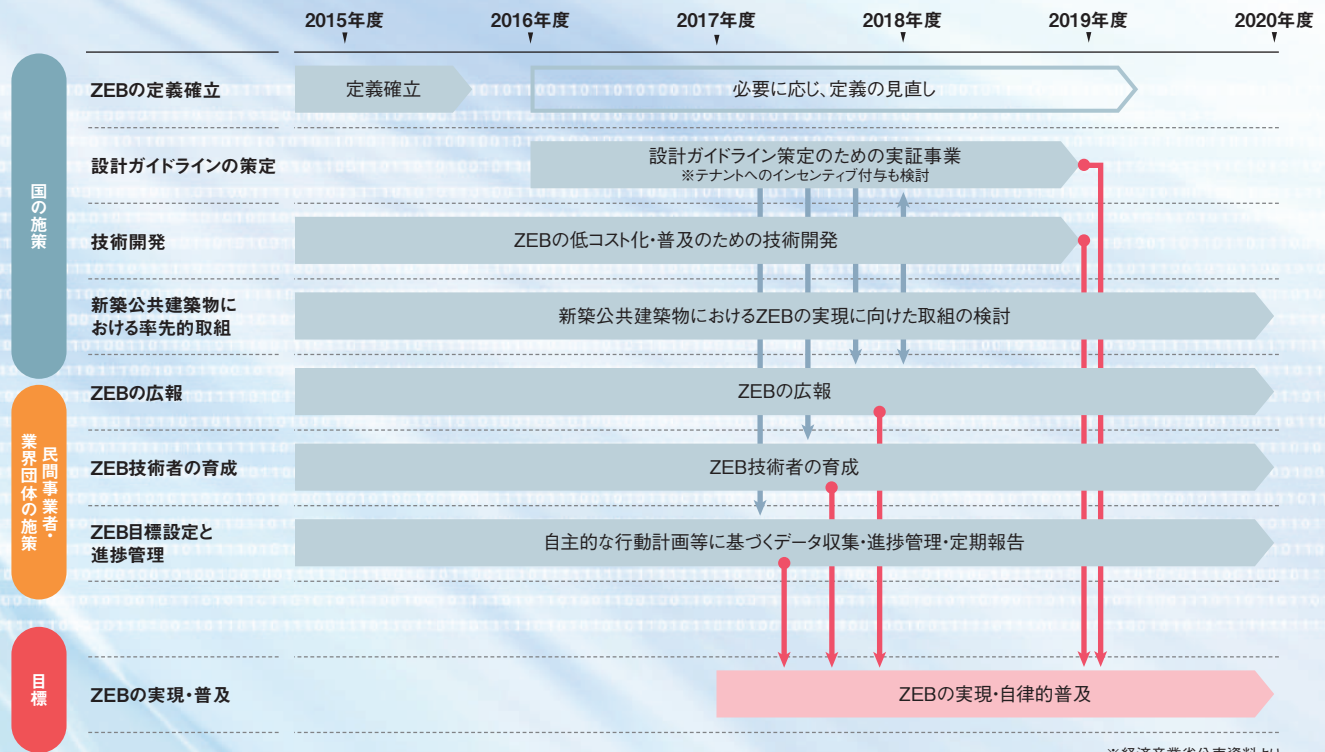 2015年度 2016年度 2017年度 2018年度 2019年度 2020年度
国の施策
ZEBの定義確立
定義確立
必要に応じ、定義の見直し
設計ガイドラインの策定
設計ガイドライン策定のための実証事業
※テナントへのインセンティブ付与も検討
技術開発
ZEBの低コスト化・普及のための技術開発
新築公共建築物に
おける率先的取組
新築公共建築物におけるZEBの実現に向けた取組の検討
民間事業者・
業界団体の施策
ZEBの広報
ZEBの広報
ZEB技術者の育成
ZEB技術者の育成
ZEB目標設定と
進捗管理
自主的な行動計画等に基づくデータ収集・進捗管理・定期報告
目標
ZEBの実現・普及
ZEBの実現・自律的普及
※経済産業省公表資料より